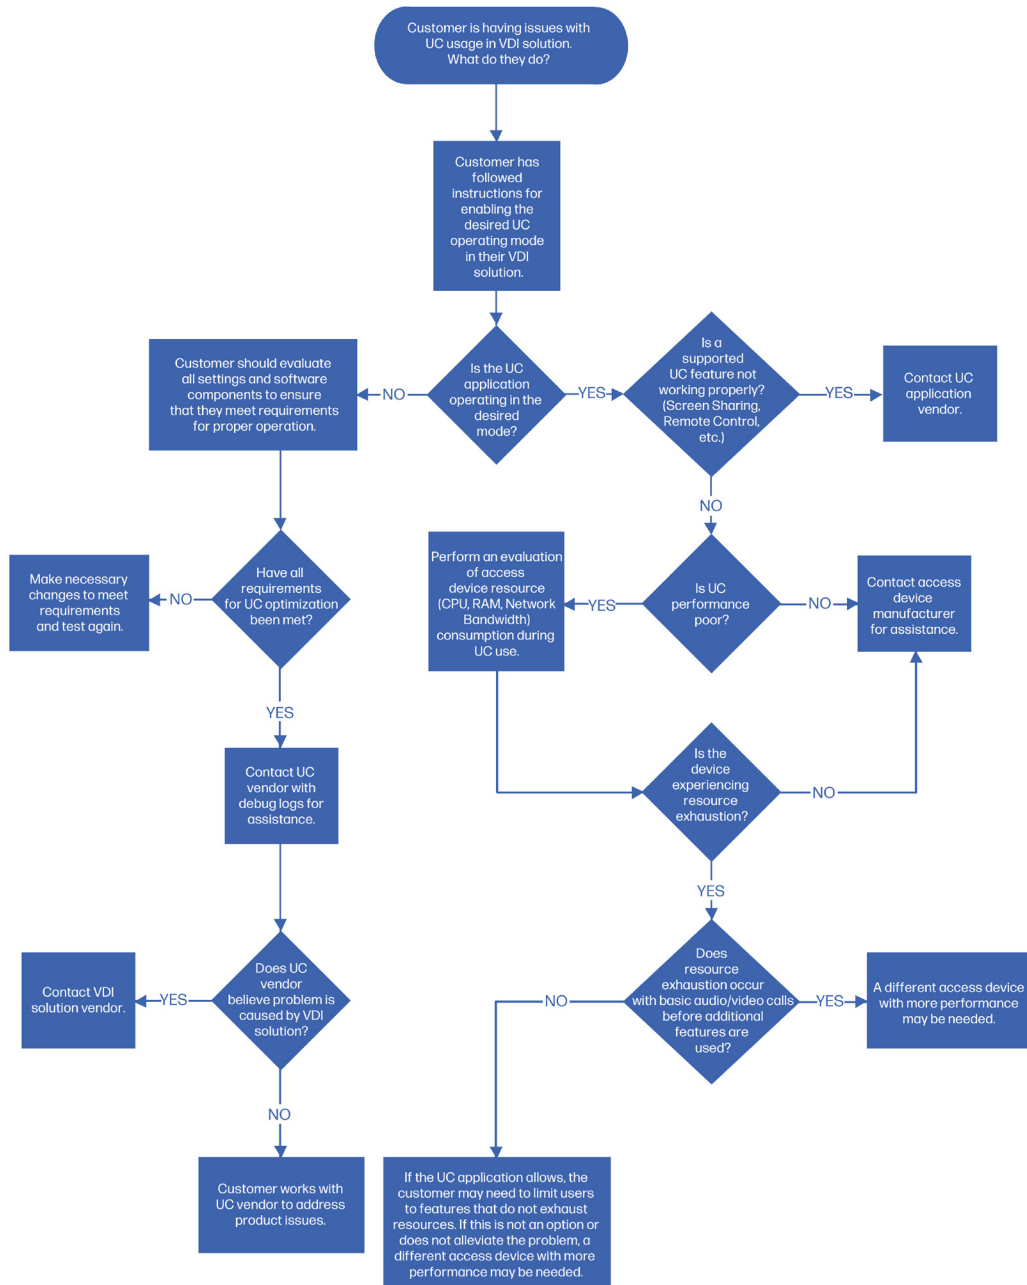 Customer is having issues with
UC usage in VDI solution.
What do they do?
Customer has
followed
instructions for
enabling the
desired UC
operating mode
in their VDI
solution.
Is the UC
application
operating in the
desired
mode?
NO
YES
Customer should evaluate
all settings and software
components to ensure
that they meet requirements
for proper operation.
Is a
supported
UC feature not
working properly?
(Screen Sharing,
Remote Control,
etc.)
YES
Contact UC
application
vendor.
NO
Have all
requirements
for UC optimization
been met?
NO
Make necessary
changes to meet
requirements
and test again.
Is UC
performance
poor?
YES
Perform an evaluation
of access
device resource
(CPU, RAM, Network
Bandwidth)
consumption during
UC use.
NO
Contact access
device
manufacturer
for assistance.
YES
Contact UC
vendor with
debug logs for
assistance.
Is the
device
experiencing
resource
exhaustion?
NO
YES
Does UC
vendor
believe problem is
caused by VDI
solution?
YES
Contact VDI
solution vendor.
NO
Customer works with
UC vendor to address
product issues.
Does
resource
exhaustion occur
with basic audio/video calls
before additional
features are
used?
YES
A different access device
with more performance
may be needed.
NO
If the UC application allows, the
customer may need to limit users
to features that do not exhaust
resources. If this is not an option or
does not alleviate the problem, a
different access device with more
performance may be needed.